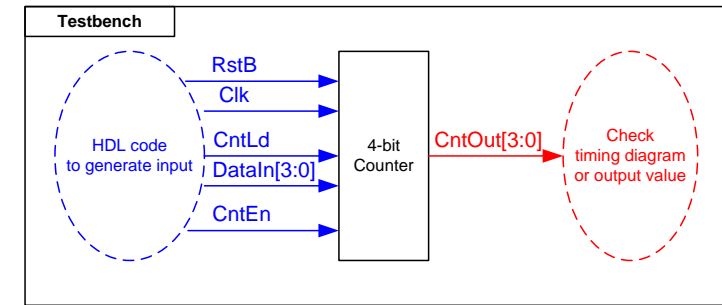 Testbench
RstB
Clk
HDL code
to generate input
CntLd
DataIn[3:0]
CntEn
4-bit
Counter
CntOut[3:0]
Check
timing diagram
or output value